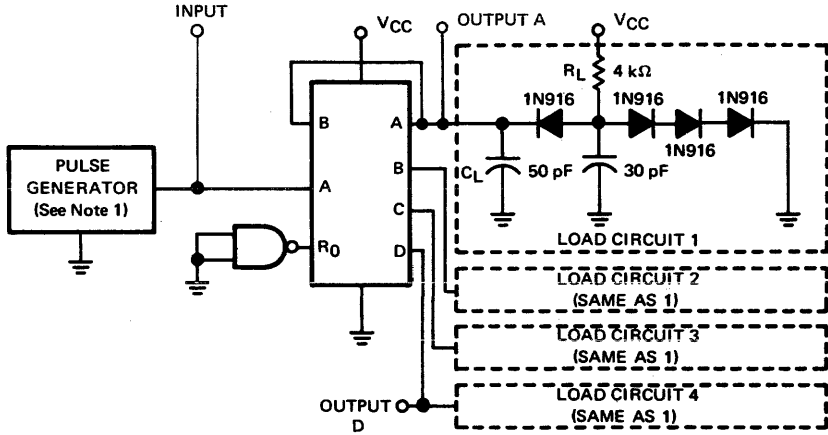 INPUT
VCC
OUTPUT A
VCC
RL 4 kΩ
1N916
1N916
1N916
1N916
B
A
CL
50 pF
30 pF
PULSE
GENERATOR
(See Note 1)
A
B
C
R0
D
LOAD CIRCUIT 1
LOAD CIRCUIT 2
(SAME AS 1)
LOAD CIRCUIT 3
(SAME AS 1)
OUTPUT
D
LOAD CIRCUIT 4
(SAME AS 1)